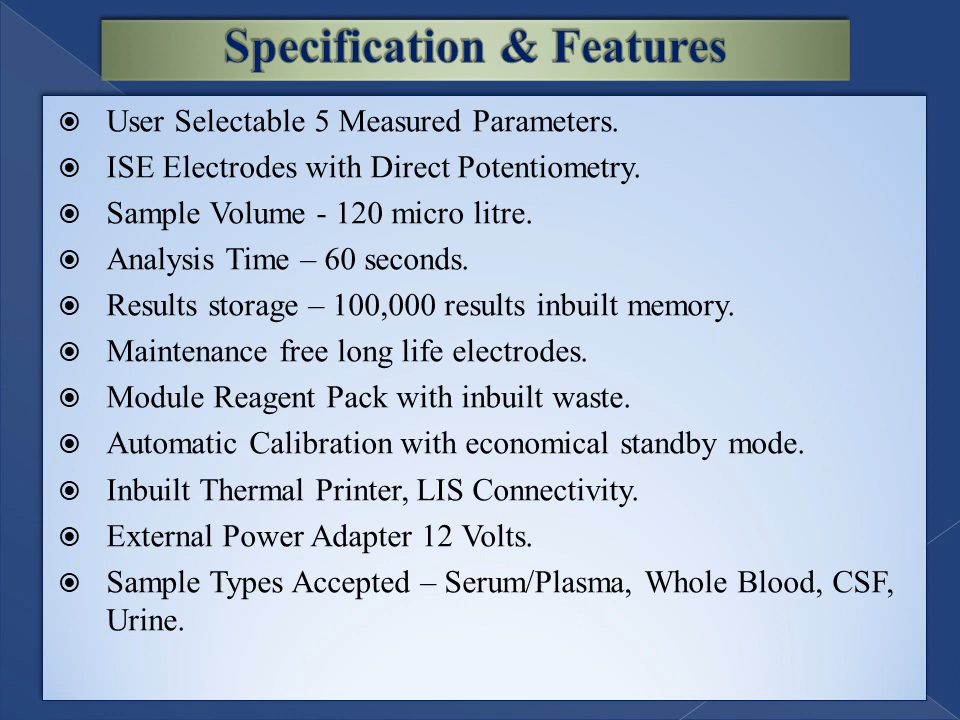 Specification & Features
User Selectable 5 Measured Parameters.
ISE Electrodes with Direct Potentiometry.
Sample Volume - 120 micro litre.
Analysis Time – 60 seconds.
Results storage – 100,000 results inbuilt memory.
Maintenance free long life electrodes.
Module Reagent Pack with inbuilt waste.
Automatic Calibration with economical standby mode.
Inbuilt Thermal Printer, LIS Connectivity.
External Power Adapter 12 Volts.
Sample Types Accepted – Serum/Plasma, Whole Blood, CSF,
Urine.